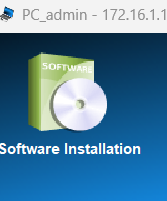 PC_admin - 172.16.1.1
SOFTWARE
Software Installation